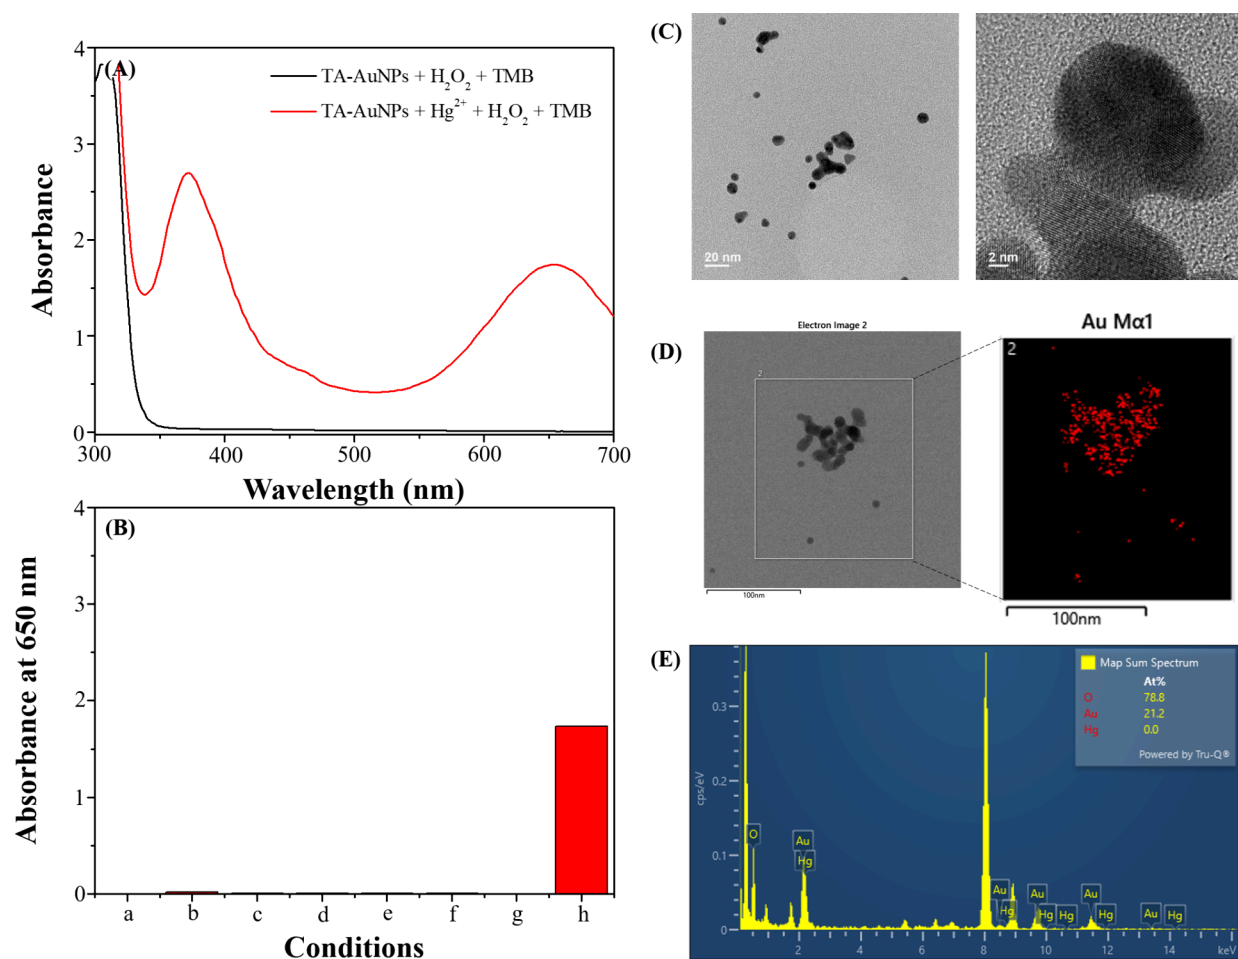 (A)
TA-AuNPs + H₂O₂ + TMB
TA-AuNPs + Hg²⁺ + H₂O₂ + TMB
Absorbance
4
3
2
1
0
300 400 500 600 700
Wavelength (nm)
(B)
Absorbance at 650 nm
4
3
2
1
0
a b c d e f g h
Conditions
(C)
20 nm
2 nm
(D)
Electron Image 2
2
100nm
Au Mα1
2
100nm
(E)
Map Sum Spectrum
At%
O 78.8
Au 21.2
Hg 0.0
Powered by Tru-Q®
cps/eV
0.3
0.2
0.1
0
O
Au
Hg
Au
Hg
Au
Hg
Hg
Au
Hg
Au
Hg
2 4 6 8 10 12 14 keV